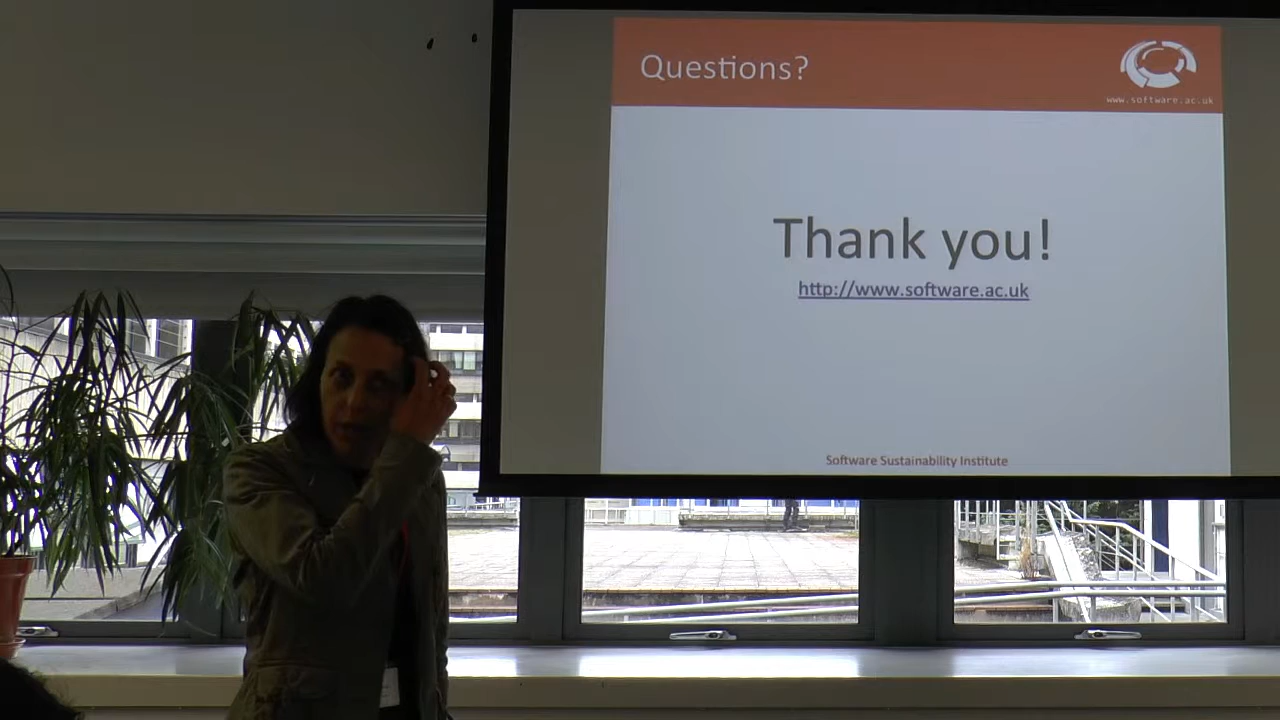 Questions?
www.software.ac.uk
Thank you!
http://www.software.ac.uk
Software Sustainability Institute